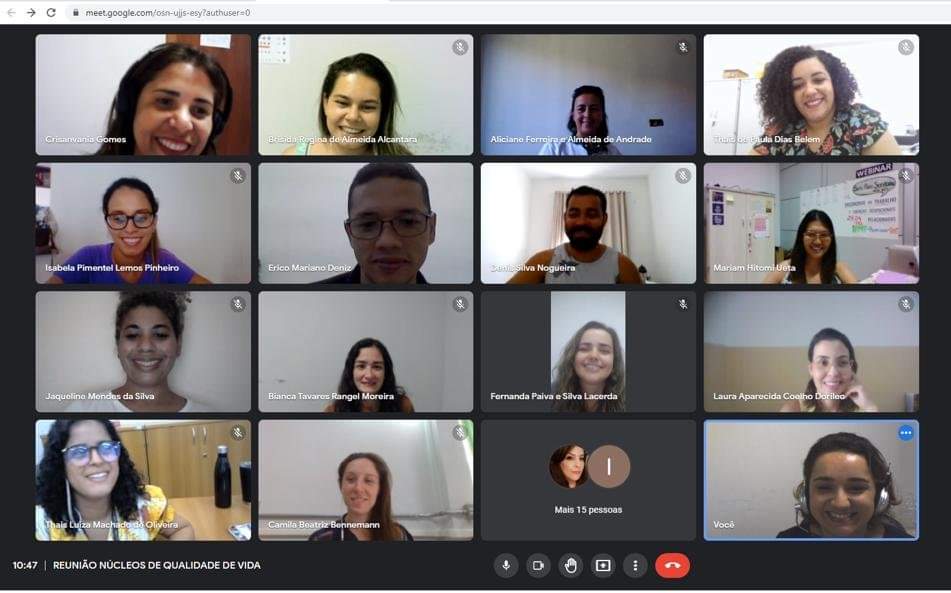 meet.google.com/osn-ujjs-esy?authuser=0
Crisanvania Gomes
Brisida Regina de Almeida Alcantara
Aliciane Ferreira e Almeida de Andrade
Thais de Paula Dias Belem
Isabela Pimentel Lemos Pinheiro
Erico Mariano Deniz
Denis Silva Nogueira
WEBINAR
Mariam Hitomi Ueta
Jaqueline Mendes da Silva
Bianca Tavares Rangel Moreira
Fernanda Paiva e Silva Lacerda
Laura Aparecida Coelho Dorileo
Thais Luiza Machado de Oliveira
Camila Beatriz Bennemann
I
Mais 15 pessoas
Você
10:47 | REUNIÃO NÚCLEOS DE QUALIDADE DE VIDA